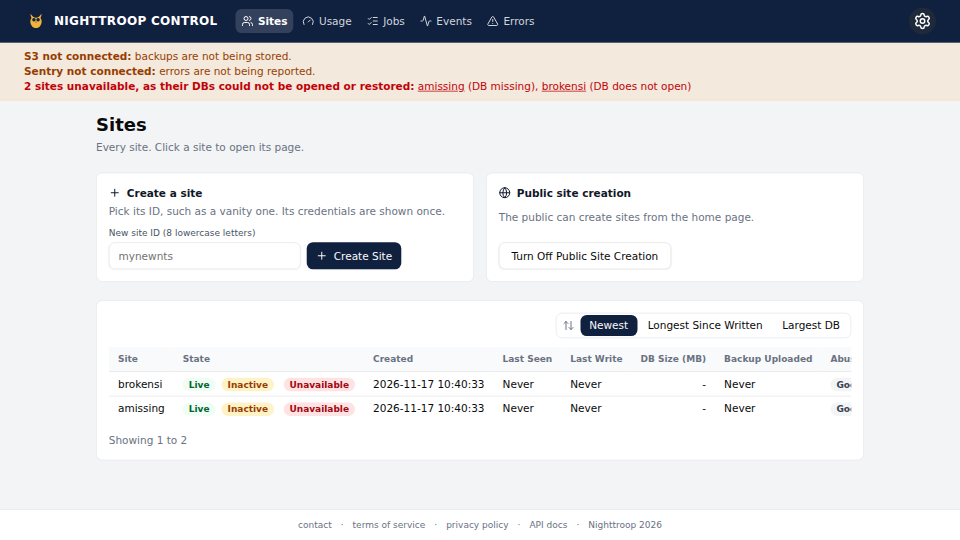 NIGHTTROOP CONTROL Sites Usage Jobs Events Errors
S3 not connected: backups are not being stored.
Sentry not connected: errors are not being reported.
2 sites unavailable, as their DBs could not be opened or restored: amissing (DB missing), brokensi (DB does not open)
Sites
Every site. Click a site to open its page.
Create a site
Pick its ID, such as a vanity one. Its credentials are shown once.
New site ID (8 lowercase letters)
mynewnts Create Site
Public site creation
The public can create sites from the home page.
Turn Off Public Site Creation
Newest Longest Since Written Largest DB
Site State Created Last Seen Last Write DB Size (MB) Backup Uploaded
brokensi Live Inactive Unavailable 2026-11-17 10:40:33 Never Never - Never
amissing Live Inactive Unavailable 2026-11-17 10:40:33 Never Never - Never
Showing 1 to 2
contact · terms of service · privacy policy · API docs · Nighttroop 2026